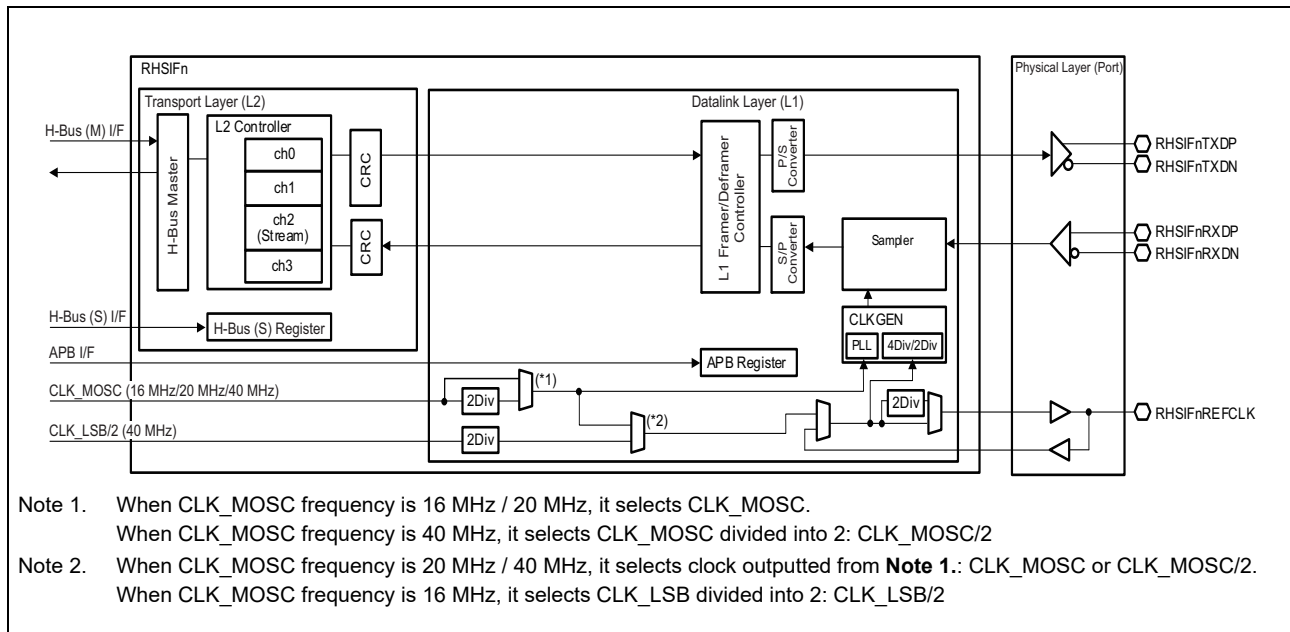 RHSIFn
Physical Layer (Port)
Transport Layer (L2)
Datalink Layer (L1)
H-Bus (M) I/F
L2 Controller
H-Bus Master
ch0
ch1
ch2
(Stream)
ch3
CRC
CRC
L1 Framer/Deframer
Controller
P/S
Converter
S/P
Converter
Sampler
RHSIFnTXDP
RHSIFnTXDN
RHSIFnRXDP
RHSIFnRXDN
H-Bus (S) I/F
H-Bus (S) Register
CLKGEN
PLL
4Div/2Div
APB I/F
APB Register
CLK_MOSC (16 MHz/20 MHz/40 MHz)
2Div
(*1)
2Div
CLK_LSB/2 (40 MHz)
2Div
(*2)
RHSIFnREFCLK
Note 1. When CLK_MOSC frequency is 16 MHz / 20 MHz, it selects CLK_MOSC.
When CLK_MOSC frequency is 40 MHz, it selects CLK_MOSC divided into 2: CLK_MOSC/2
Note 2. When CLK_MOSC frequency is 20 MHz / 40 MHz, it selects clock outputted from Note 1.: CLK_MOSC or CLK_MOSC/2.
When CLK_MOSC frequency is 16 MHz, it selects CLK_LSB divided into 2: CLK_LSB/2